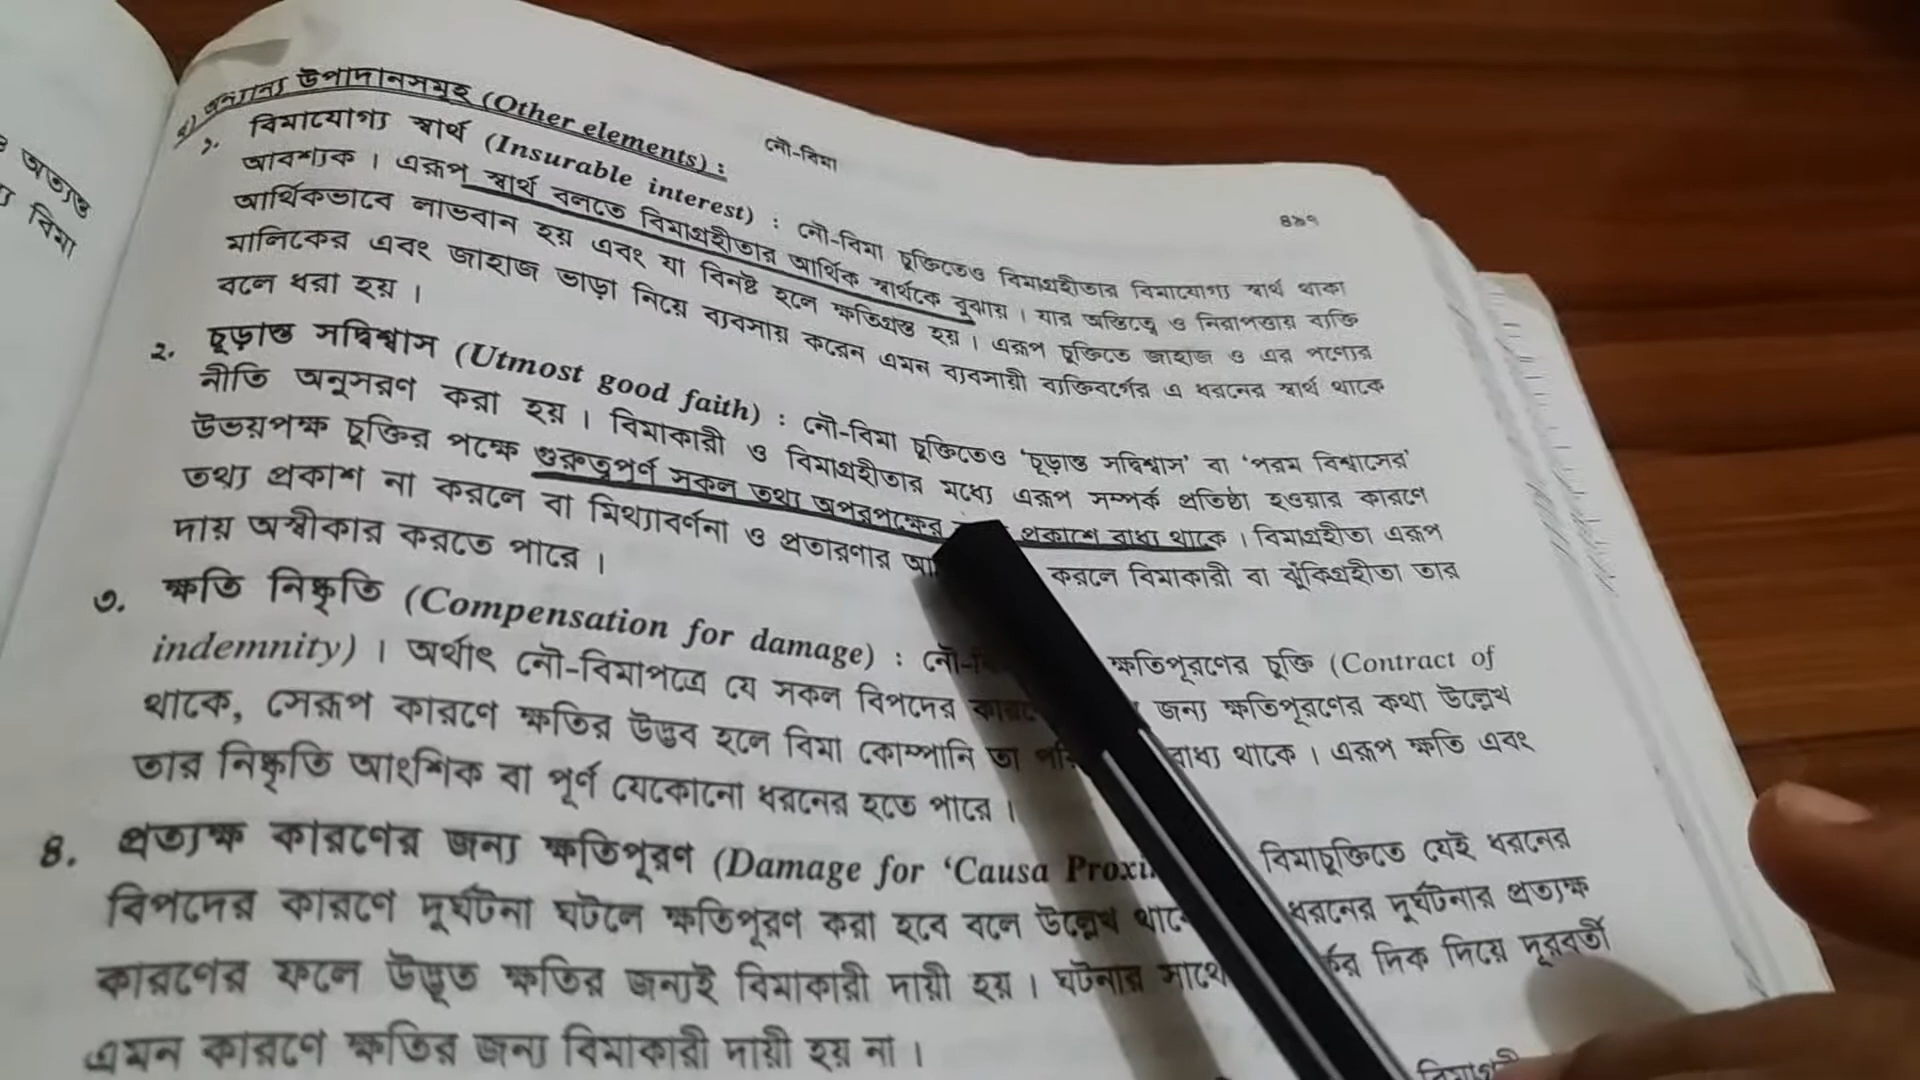 নৌ-বিমা
৪৯৭
অন্যান্য উপাদানসমূহ (Other elements) :
১. বিমাযোগ্য স্বার্থ (Insurable interest) : নৌ-বিমা চুক্তিতেও বিমাগ্রহীতার বিমাযোগ্য স্বার্থ থাকা
আবশ্যক । এরূপ স্বার্থ বলতে বিমাগ্রহীতার আর্থিক স্বার্থকে বুঝায় । যার অস্তিত্বে ও নিরাপত্তায় ব্যক্তি
আর্থিকভাবে লাভবান হয় এবং যা বিনষ্ট হলে ক্ষতিগ্রস্ত হয় । এরূপ চুক্তিতে জাহাজ ও এর পণ্যের
মালিকের এবং জাহাজ ভাড়া নিয়ে ব্যবসায় করেন এমন ব্যবসায়ী ব্যক্তিবর্গের এ ধরনের স্বার্থ থাকে
বলে ধরা হয় ।
২. চূড়ান্ত সদ্বিশ্বাস (Utmost good faith) : নৌ-বিমা চুক্তিতেও ‘চূড়ান্ত সদ্বিশ্বাস’ বা ‘পরম বিশ্বাসের’
নীতি অনুসরণ করা হয় । বিমাকারী ও বিমাগ্রহীতার মধ্যে এরূপ সম্পর্ক প্রতিষ্ঠা হওয়ার কারণে
উভয়পক্ষ চুক্তির পক্ষে গুরুত্বপূর্ণ সকল তথ্য অপরপক্ষের প্রকাশে বাধ্য থাকে । বিমাগ্রহীতা এরূপ
তথ্য প্রকাশ না করলে বা মিথ্যাবর্ণনা ও প্রতারণার করলে বিমাকারী বা ঝুঁকিগ্রহীতা তার
দায় অস্বীকার করতে পারে ।
৩. ক্ষতি নিষ্কৃতি (Compensation for damage) : ক্ষতিপূরণের চুক্তি (Contract of
indemnity) । অর্থাৎ নৌ-বিমাপত্রে যে সকল বিপদের জন্য ক্ষতিপূরণের কথা উল্লেখ
থাকে, সেরূপ কারণে ক্ষতির উদ্ভব হলে বিমা কোম্পানি তা বাধ্য থাকে । এরূপ ক্ষতি এবং
তার নিষ্কৃতি আংশিক বা পূর্ণ যেকোনো ধরনের হতে পারে ।
৪. প্রত্যক্ষ কারণের জন্য ক্ষতিপূরণ (Damage for ‘Causa বিমাচুক্তিতে যেই ধরনের
বিপদের কারণে দুর্ঘটনা ঘটলে ক্ষতিপূরণ করা হবে বলে উল্লেখ ধরনের দুর্ঘটনার প্রত্যক্ষ
কারণের ফলে উদ্ভূত ক্ষতির জন্যই বিমাকারী দায়ী হয় । ঘটনার দিক দিয়ে দূরবর্তী
এমন কারণে ক্ষতির জন্য বিমাকারী দায়ী হয় না ।
অত্যন্ত
বিমা